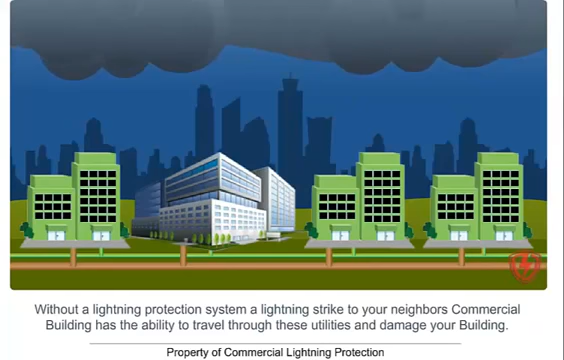 Without a lightning protection system a lightning strike to your neighbors Commercial
Building has the ability to travel through these utilities and damage your Building.
Property of Commercial Lightning Protection